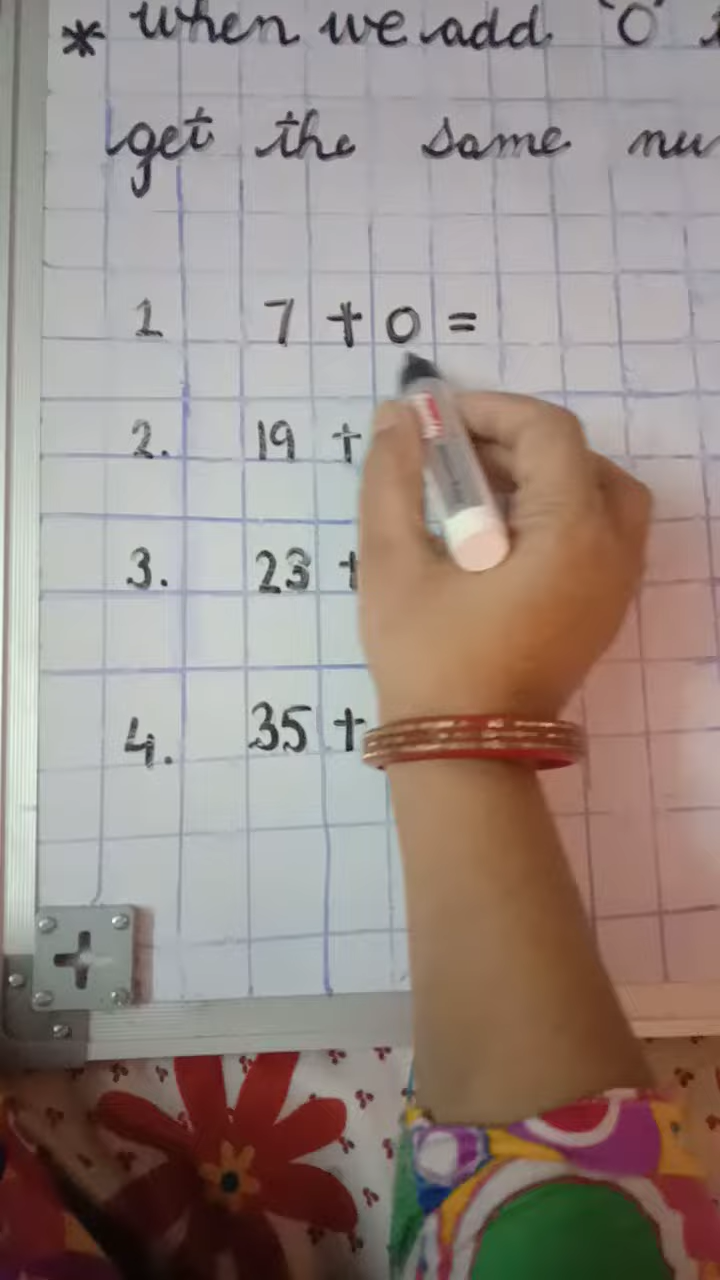 * when we add '0'
get the same
1 7 + 0 =
2. 19 +
3. 23 +
4. 35 +